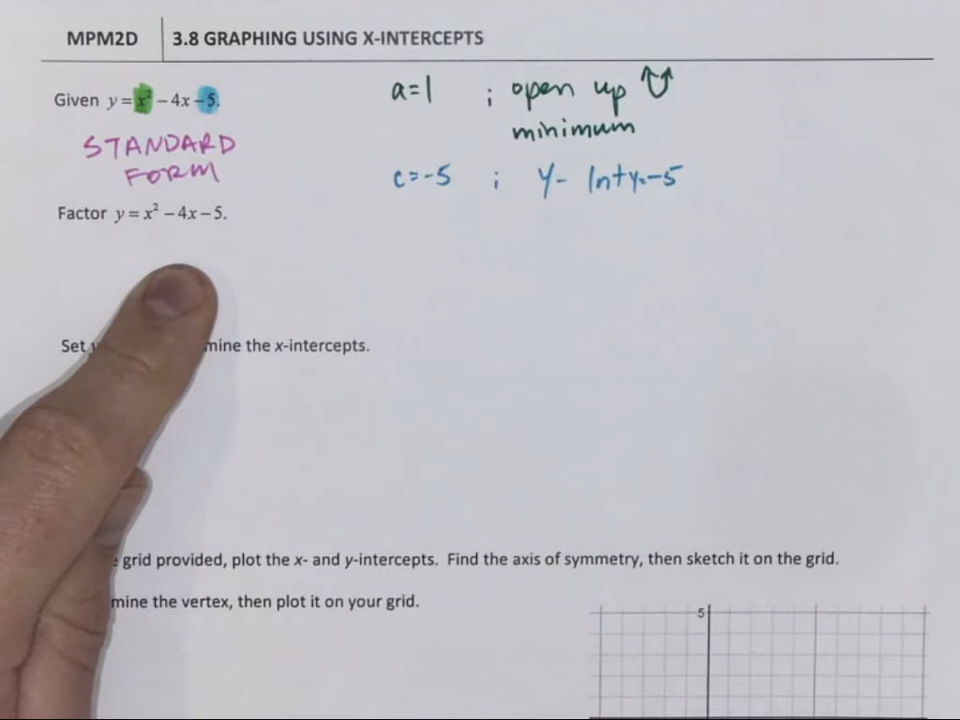 MPM2D 3.8 GRAPHING USING X-INTERCEPTS
Given y = x² − 4x − 5.
a=1 ; open up
minimum
STANDARD
FORM
c=-5 ; y- Int y=-5
Factor y = x² − 4x − 5.
Set mine the x-intercepts.
grid provided, plot the x- and y-intercepts. Find the axis of symmetry, then sketch it on the grid.
mine the vertex, then plot it on your grid.
5